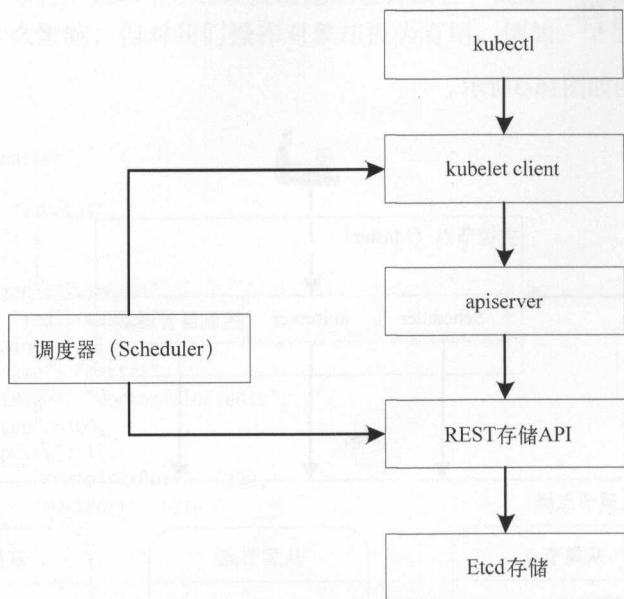 kubectl
kubelet client
apiserver
调度器（Scheduler）
REST存储API
Etcd存储